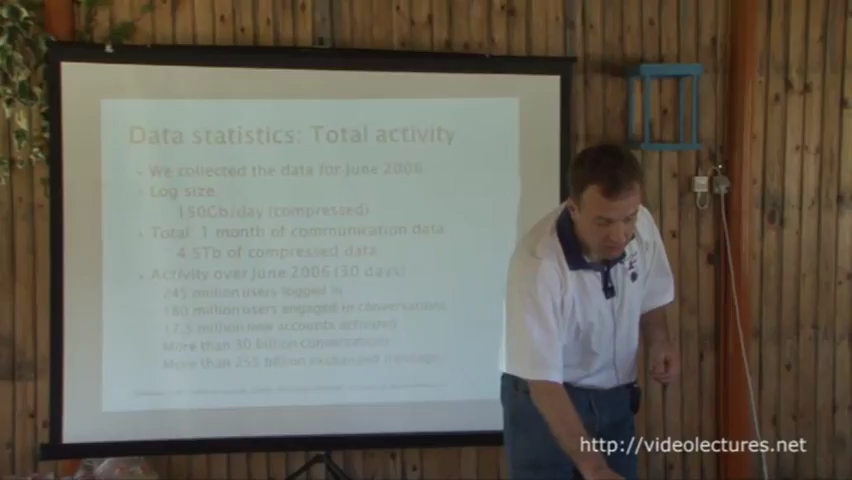 Data statistics: Total activity
We collected the data for June 2006
Log size
150Gb/day (compressed)
Total: 1 month of communication data
4.5Tb of compressed data
Activity over June 2006 (30 days)
245 million users logged in
180 million users engaged in conversations
17,5 million new accounts activated
More than 30 billion conversations
More than 255 billion exchanged messages
http://videolectures.net